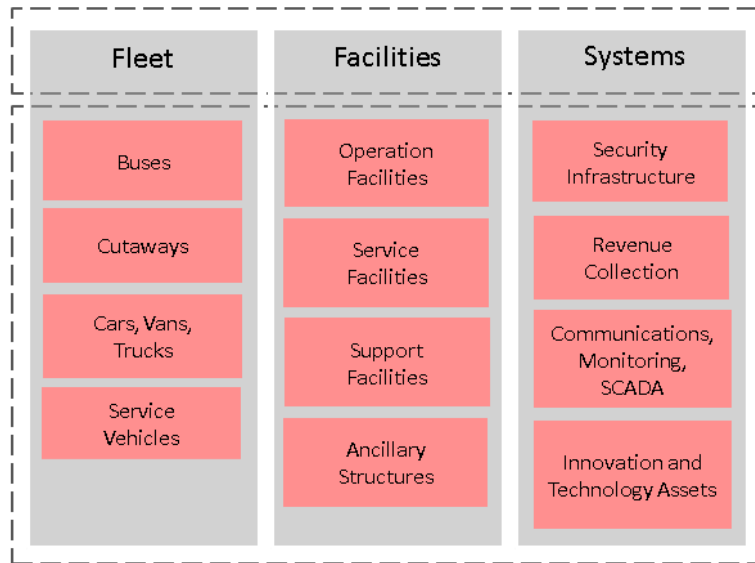 Fleet
Buses
Cutaways
Cars, Vans,
Trucks
Service
Vehicles
Facilities
Operation
Facilities
Service
Facilities
Support
Facilities
Ancillary
Structures
Systems
Security
Infrastructure
Revenue
Collection
Communications,
Monitoring,
SCADA
Innovation and
Technology Assets